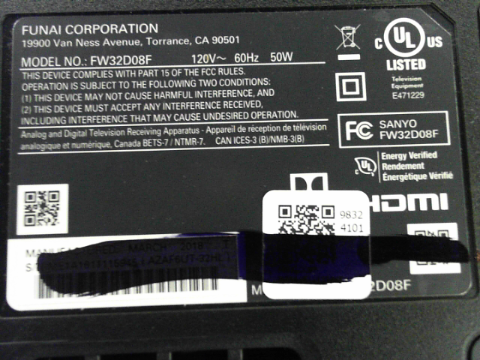 FUNAI CORPORATION
19900 Van Ness Avenue, Torrance, CA 90501
MODEL NO.: FW32D08F 120V~ 60Hz 50W
THIS DEVICE COMPLIES WITH PART 15 OF THE FCC RULES.
OPERATION IS SUBJECT TO THE FOLLOWING TWO CONDITIONS:
(1) THIS DEVICE MAY NOT CAUSE HARMFUL INTERFERENCE, AND
(2) THIS DEVICE MUST ACCEPT ANY INTERFERENCE RECEIVED,
INCLUDING INTERFERENCE THAT MAY CAUSE UNDESIRED OPERATION.
Analog and Digital Television Receiving Apparatus - Appareil de réception de télévision
analogique et numérique, Canada BETS-7 / NTMR-7. CAN ICES-3 (B)/NMB-3(B)
C UL US
LISTED
Television
Equipment
E471229
FC SANYO
FW32D08F
UL Energy Verified
Rendement
Énergétique Vérifié
HDMI
9832
4101
MARCH 2018
32D08F